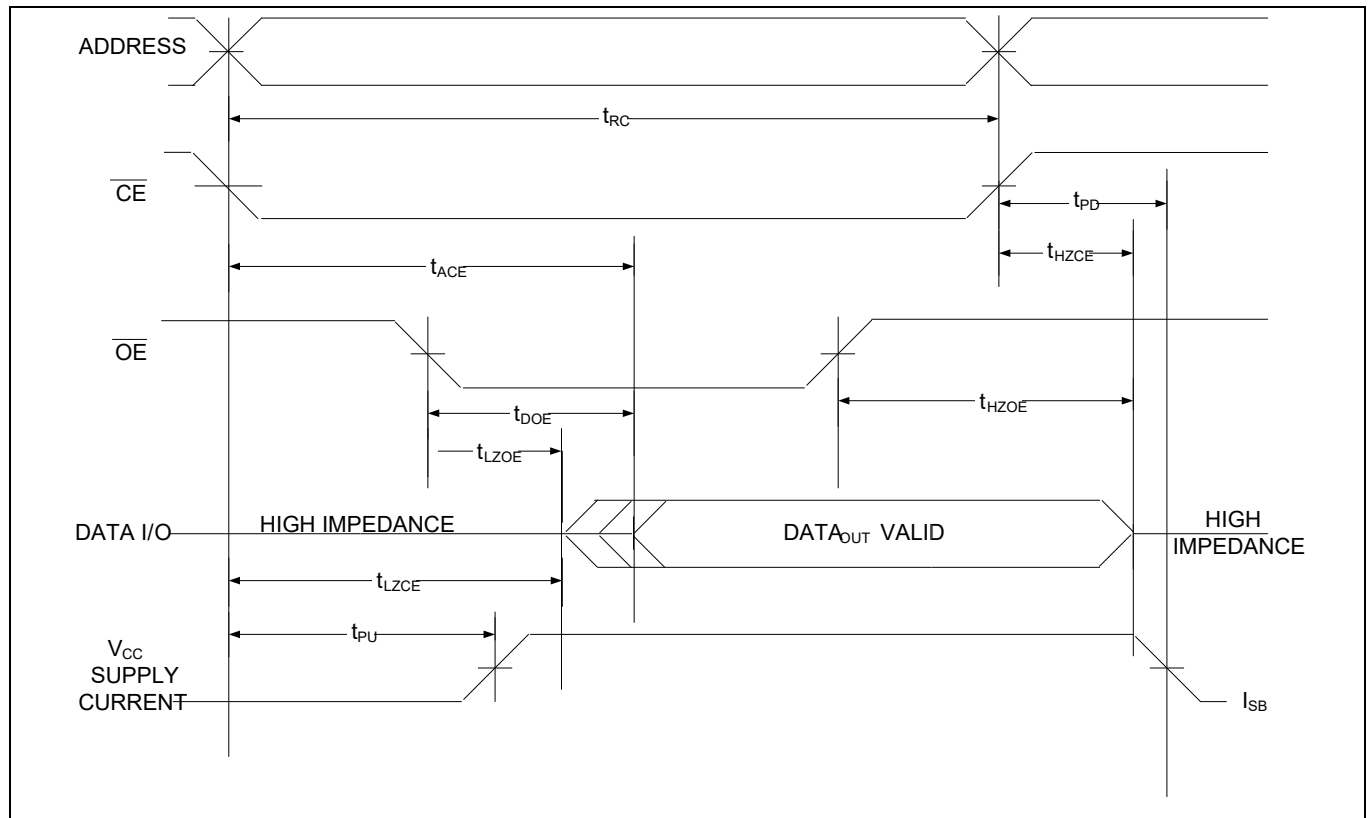 ADDRESS
tRC
CE
tPD
tHZCE
tACE
OE
tDOE
tHZOE
tLZOE
DATA I/O
HIGH IMPEDANCE
DATAOUT VALID
HIGH
IMPEDANCE
tLZCE
tPU
VCC
SUPPLY
CURRENT
ISB